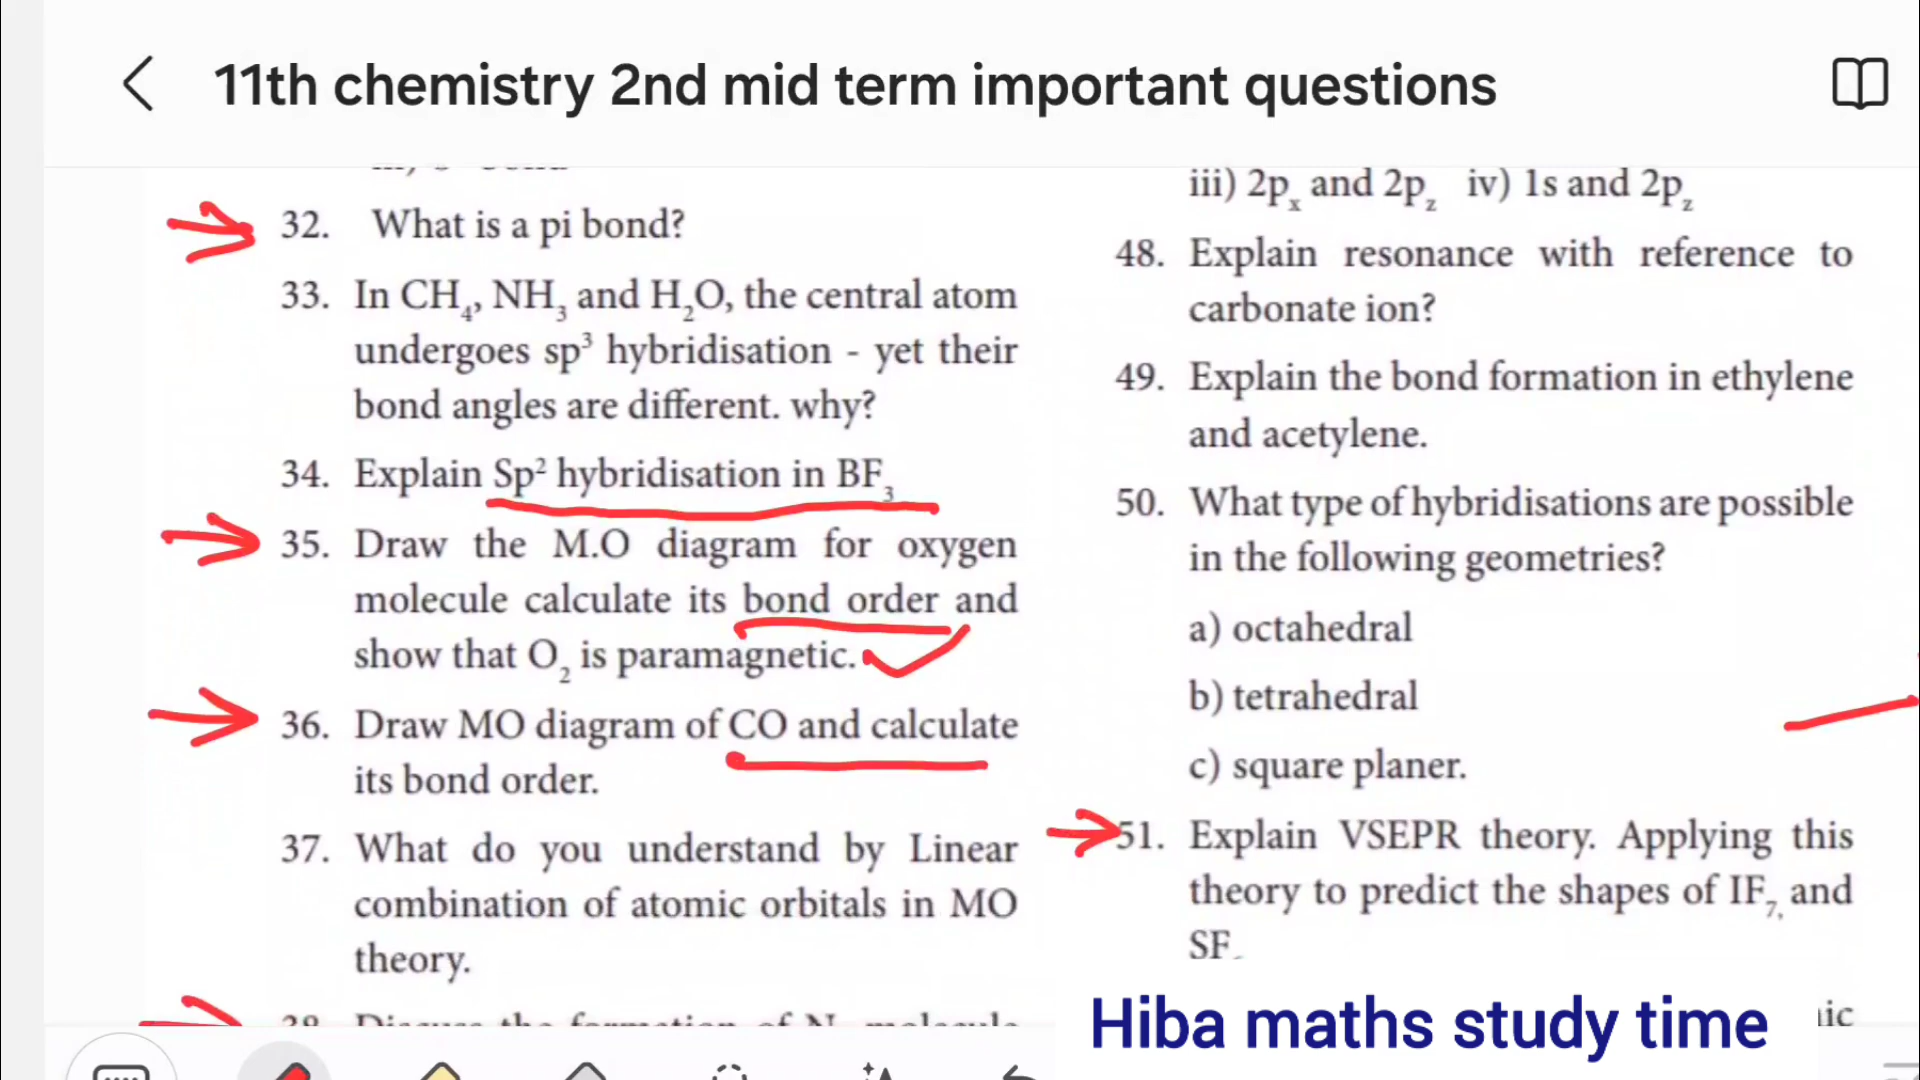 11th chemistry 2nd mid term important questions
32. What is a pi bond?
33. In CH₄, NH₃ and H₂O, the central atom
undergoes sp³ hybridisation - yet their
bond angles are different. why?
34. Explain Sp² hybridisation in BF₃
35. Draw the M.O diagram for oxygen
molecule calculate its bond order and
show that O₂ is paramagnetic.
36. Draw MO diagram of CO and calculate
its bond order.
37. What do you understand by Linear
combination of atomic orbitals in MO
theory.
iii) 2pₓ and 2p_z iv) 1s and 2p_z
48. Explain resonance with reference to
carbonate ion?
49. Explain the bond formation in ethylene
and acetylene.
50. What type of hybridisations are possible
in the following geometries?
a) octahedral
b) tetrahedral
c) square planer.
51. Explain VSEPR theory. Applying this
theory to predict the shapes of IF₇, and
SF
Hiba maths study time